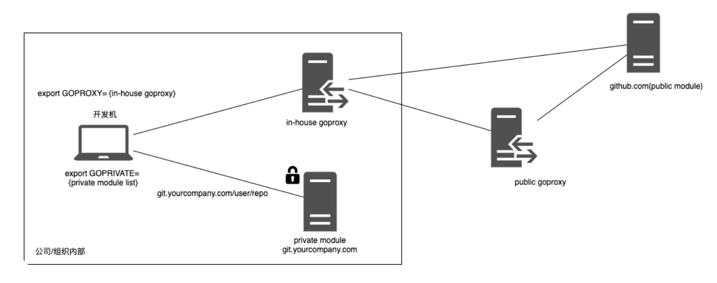 export GOPROXY= {in-house goproxy}
开发机
export GOPRIVATE=
{private module list}
in-house goproxy
git.yourcompany.com/user/repo
private module
git.yourcompany.com
公司/组织内部
github.com(public module)
public goproxy